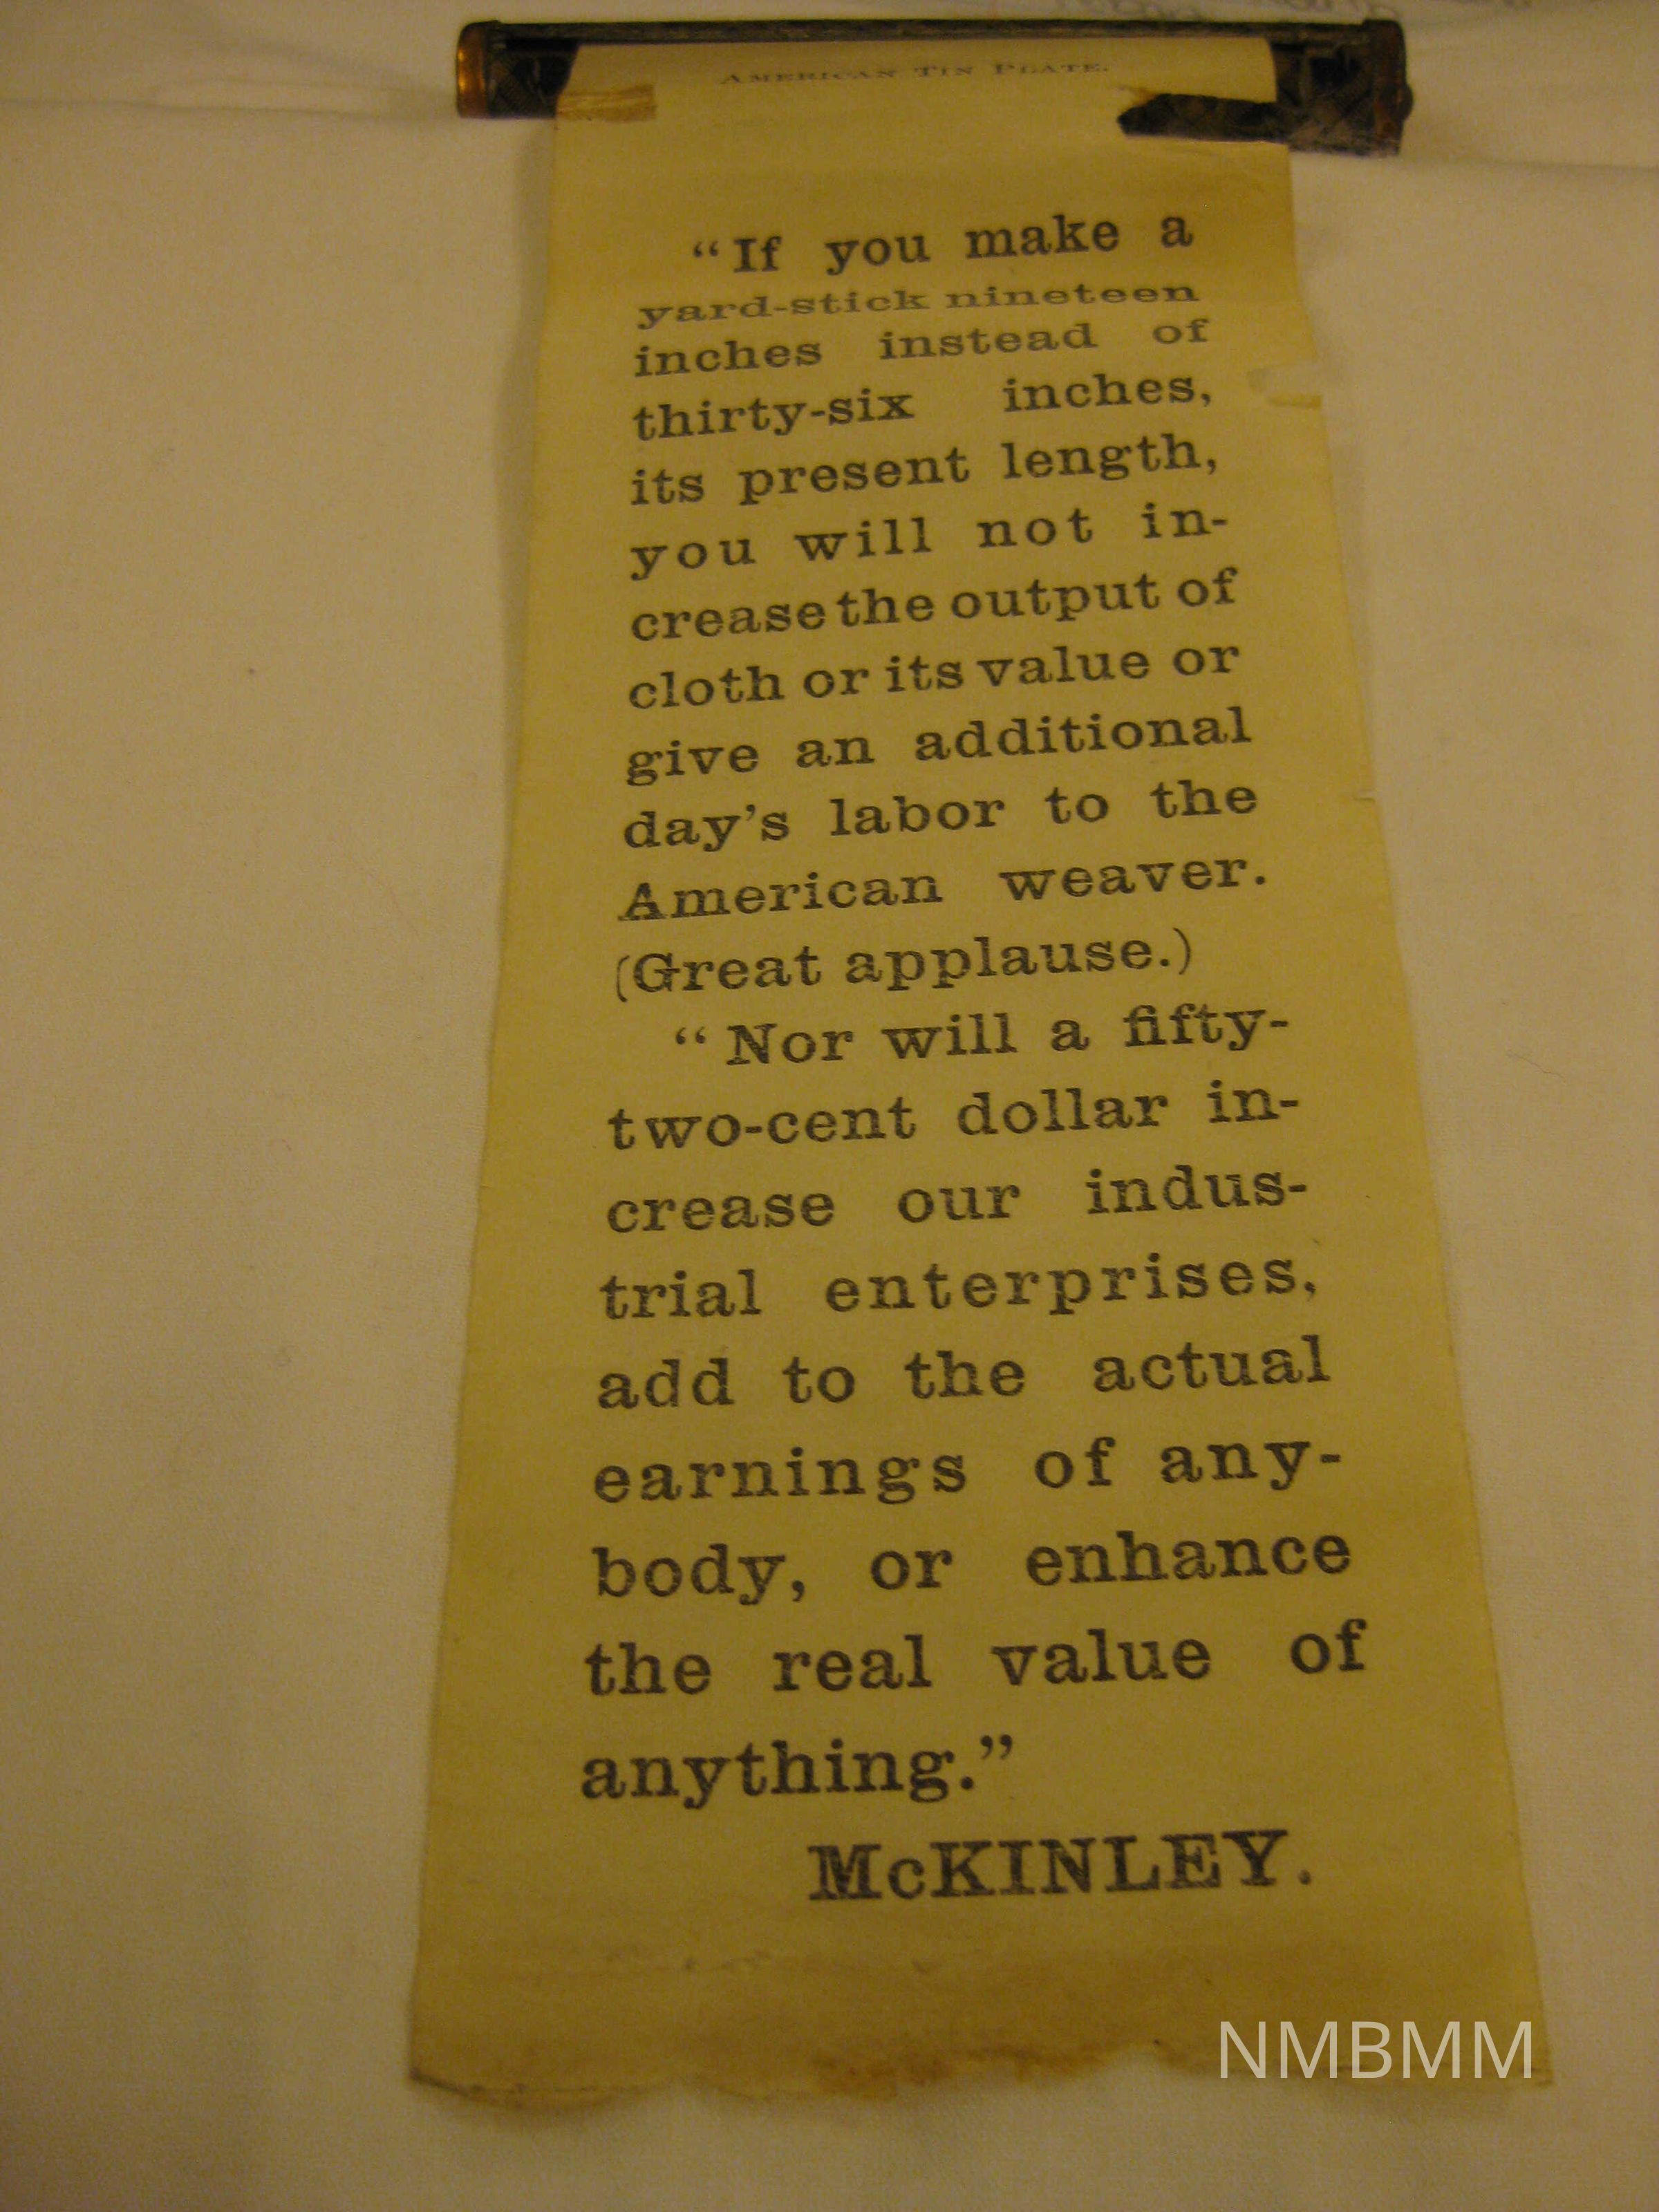 AMERICAN TIN PLATE.
“If you make a
yard-stick nineteen
inches instead of
thirty-six inches,
its present length,
you will not in-
crease the output of
cloth or its value or
give an additional
day’s labor to the
American weaver.
(Great applause.)
“Nor will a fifty-
two-cent dollar in-
crease our indus-
trial enterprises,
add to the actual
earnings of any-
body, or enhance
the real value of
anything.”
McKINLEY.
NMBMM